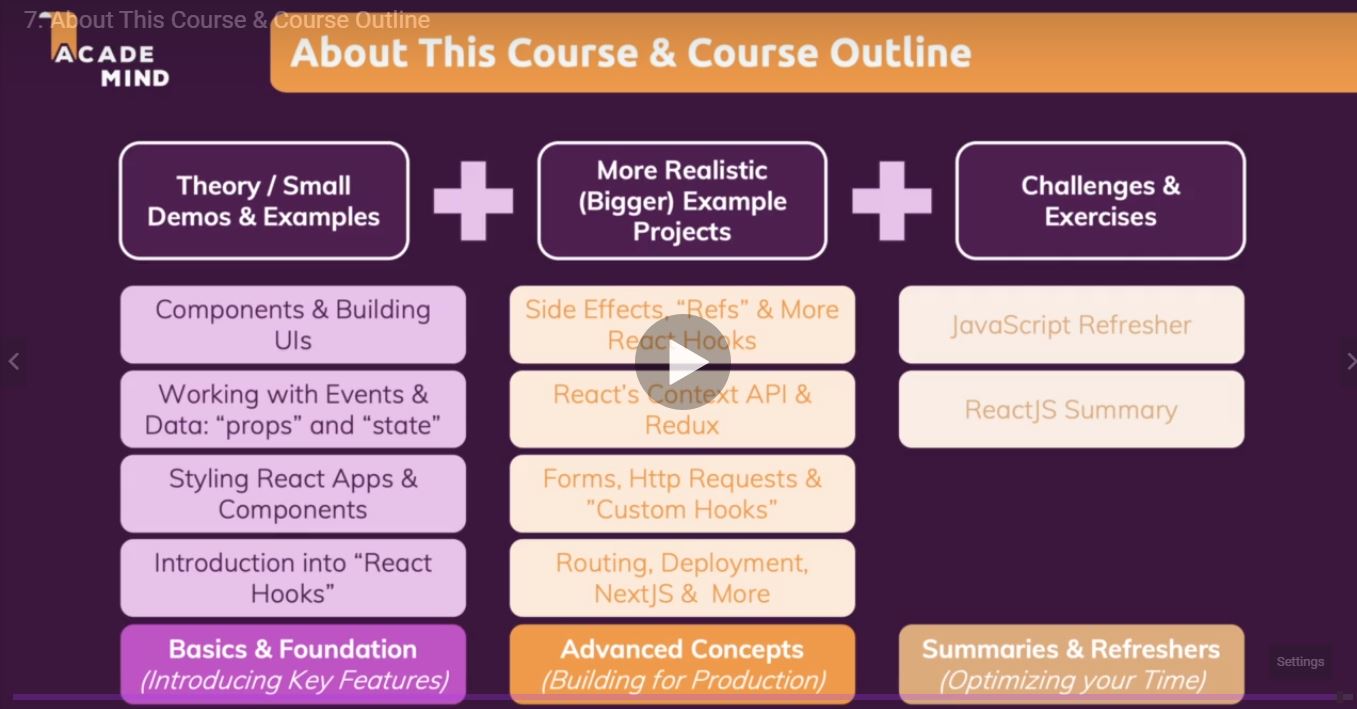 7. About This Course & Course Outline
ACADE
MIND
About This Course & Course Outline
Theory / Small
Demos & Examples
More Realistic
(Bigger) Example
Projects
Challenges &
Exercises
Components & Building
UIs
Working with Events &
Data: “props” and “state”
Styling React Apps &
Components
Introduction into “React
Hooks”
Basics & Foundation
(Introducing Key Features)
Side Effects, “Refs” & More
React Hooks
React’s Context API &
Redux
Forms, Http Requests &
”Custom Hooks”
Routing, Deployment,
NextJS & More
Advanced Concepts
(Building for Production)
JavaScript Refresher
ReactJS Summary
Summaries & Refreshers
(Optimizing your Time)
Settings